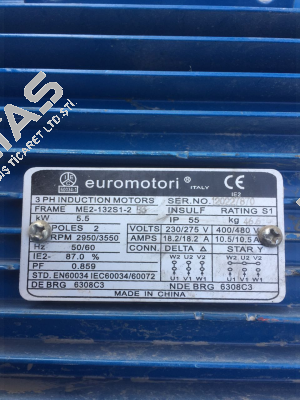 TAS
euromotori ITALY CE
IE2
3 PH INDUCTION MOTORS SER.NO.
FRAME ME2-132S1-2 INSULF RATING S1
kW 5.5 IP 55 kg
POLES 2 VOLTS 230/275 V 400/480 V
RPM 2950/3550 AMPS 18.2/18.2 A 10.5/10.5 A
Hz 50/60 CONN. DELTA Δ STAR Y
IE2- 87.0 % W2 U2 V2 W2 U2 V2
PF 0.859
STD. EN60034 IEC60034/60072 U1 V1 W1 U1 V1 W1
DE BRG 6308C3 NDE BRG 6308C3
MADE IN CHINA